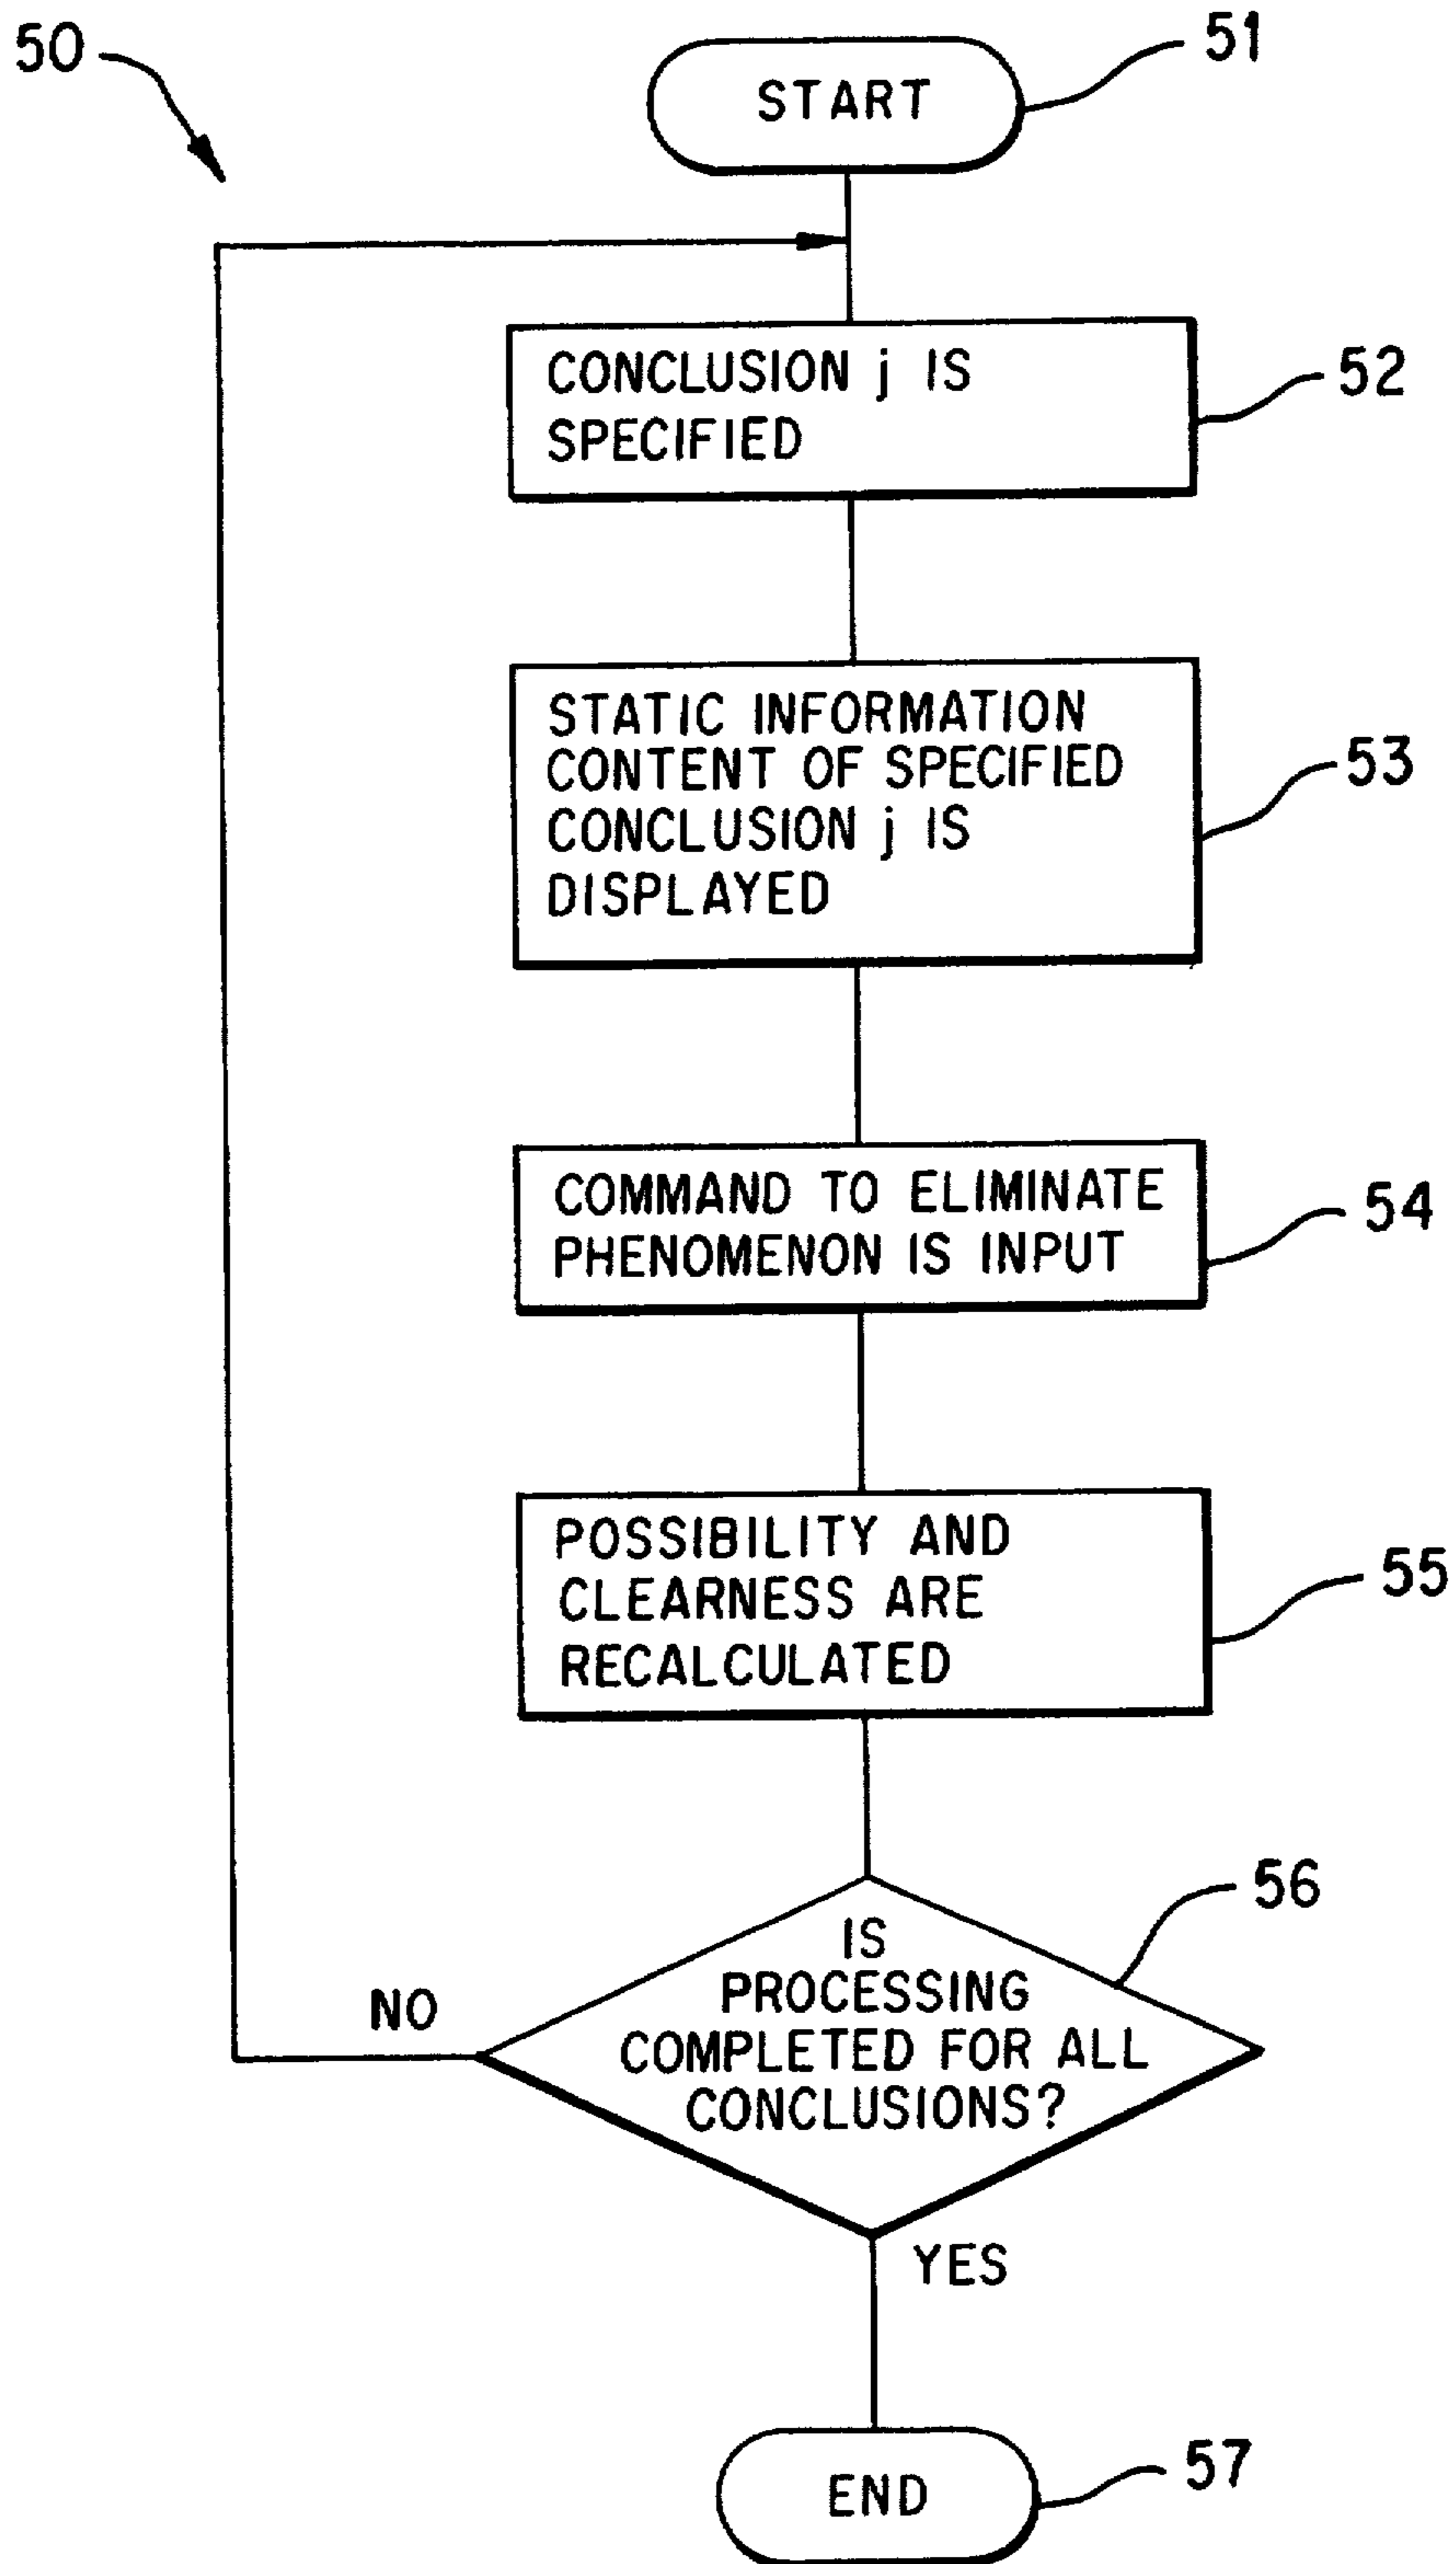 50
START
51
CONCLUSION j IS
SPECIFIED
52
STATIC INFORMATION
CONTENT OF SPECIFIED
CONCLUSION j IS
DISPLAYED
53
COMMAND TO ELIMINATE
PHENOMENON IS INPUT
54
POSSIBILITY AND
CLEARNESS ARE
RECALCULATED
55
IS
PROCESSING
COMPLETED FOR ALL
CONCLUSIONS?
56
NO
YES
END
57